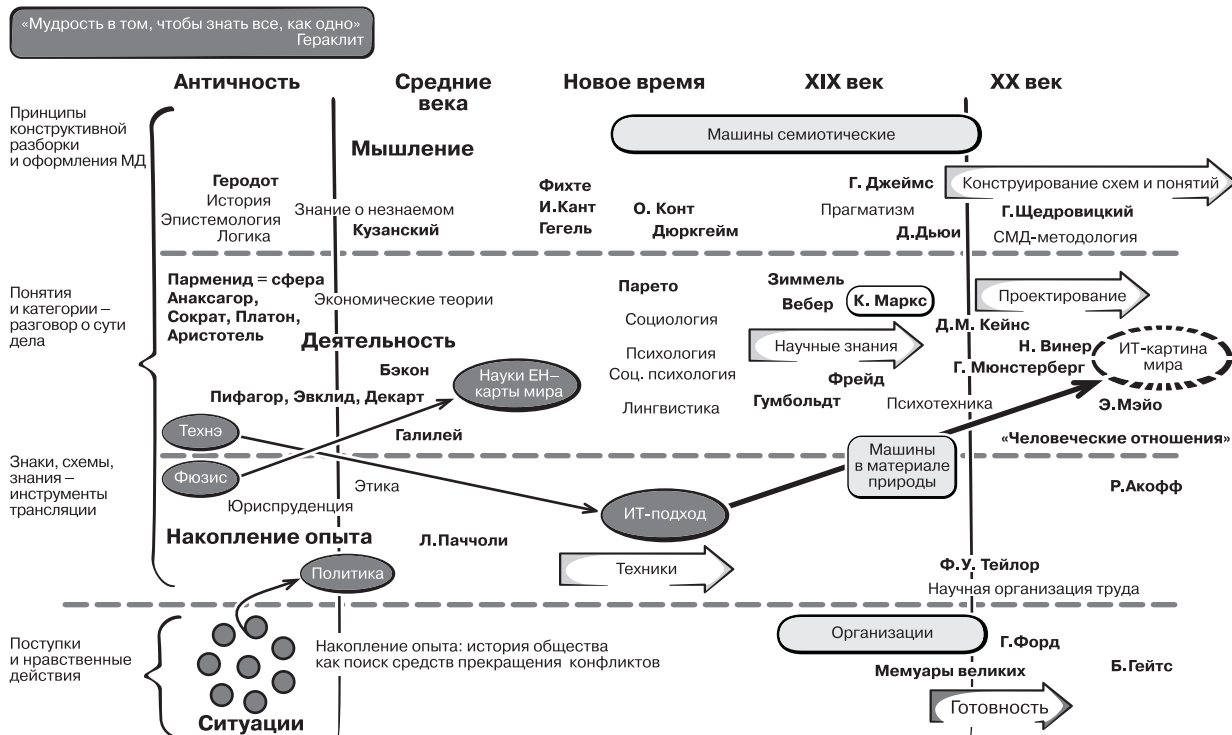 «Мудрость в том, чтобы знать все, как одно»
Гераклит
Античность
Средние
века
Новое время
XIX век
XX век
Принципы
конструктивной
разборки
и оформления МД
Машины семиотические
Мышление
Геродот
История
Эпистемология
Логика
Знание о незнаемом
Кузанский
Фихте
И.Кант
Гегель
О. Конт
Дюркгейм
Г. Джеймс
Прагматизм
Д.Дьюи
Конструирование схем и понятий
Г.Щедровицкий
СМД-методология
Понятия
и категории –
разговор о сути
дела
Парменид = сфера
Анаксагор,
Сократ, Платон,
Аристотель
Экономические теории
Деятельность
Бэкон
Пифагор, Эвклид, Декарт
Науки ЕН–
карты мира
Галилей
Технэ
Парето
Социология
Психология
Соц. психология
Лингвистика
Зиммель
Вебер
К. Маркс
Научные знания
Фрейд
Гумбольдт
Психотехника
Проектирование
Д.М. Кейнс
Н. Винер
Г. Мюнстерберг
ИТ-картина
мира
Э.Мэйо
«Человеческие отношения»
Знаки, схемы,
знания –
инструменты
трансляции
Фюзис
Этика
Юриспруденция
Накопление опыта
Л.Паччоли
Политика
ИТ-подход
Техники
Машины
в материале
природы
Р.Акофф
Ф.У. Тейлор
Научная организация труда
Поступки
и нравственные
действия
Накопление опыта: история общества
как поиск средств прекращения конфликтов
Ситуации
Организации
Г.Форд
Мемуары великих
Б.Гейтс
Готовность